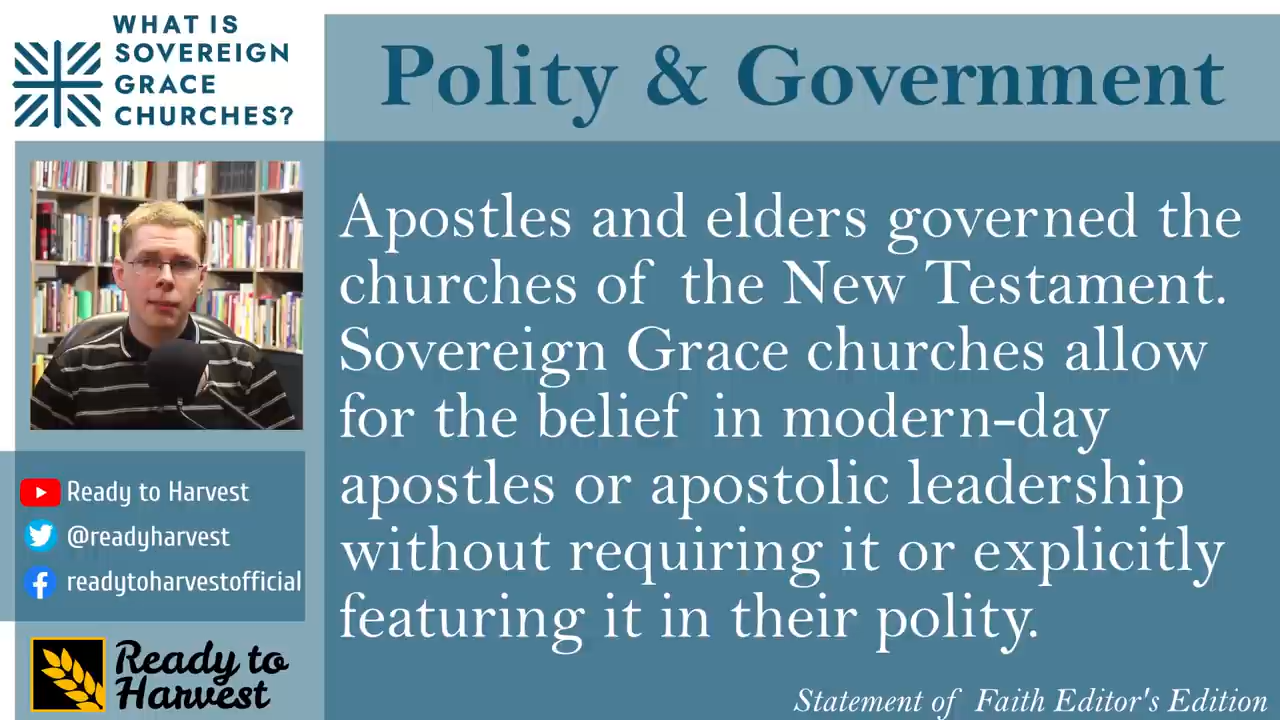 WHAT IS
SOVEREIGN
GRACE
CHURCHES?
Polity & Government
Apostles and elders governed the
churches of the New Testament.
Sovereign Grace churches allow
for the belief in modern-day
apostles or apostolic leadership
without requiring it or explicitly
featuring it in their polity.
Statement of Faith Editor's Edition
Ready to Harvest
@readyharvest
readytoharvestofficial
Ready to
Harvest